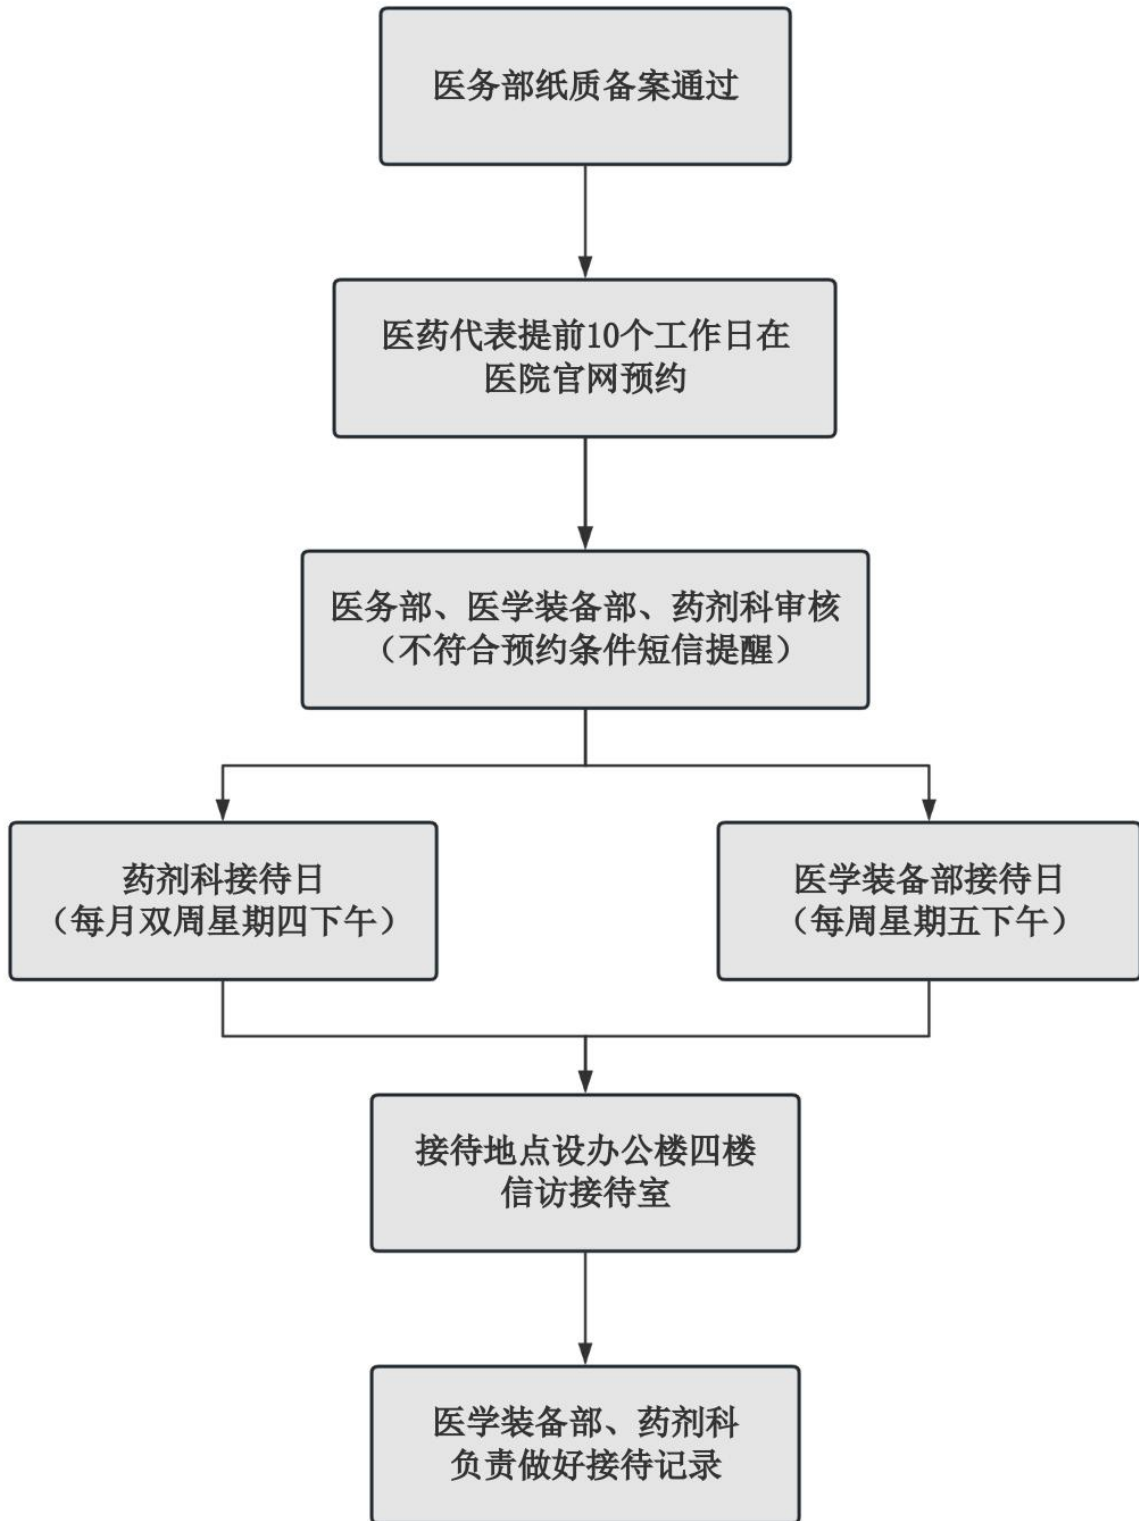 医务部纸质备案通过
医药代表提前10个工作日在
医院官网预约
医务部、医学装备部、药剂科审核
（不符合预约条件短信提醒）
药剂科接待日
（每月双周星期四下午）
医学装备部接待日
（每周星期五下午）
接待地点设办公楼四楼
信访接待室
医学装备部、药剂科
负责做好接待记录